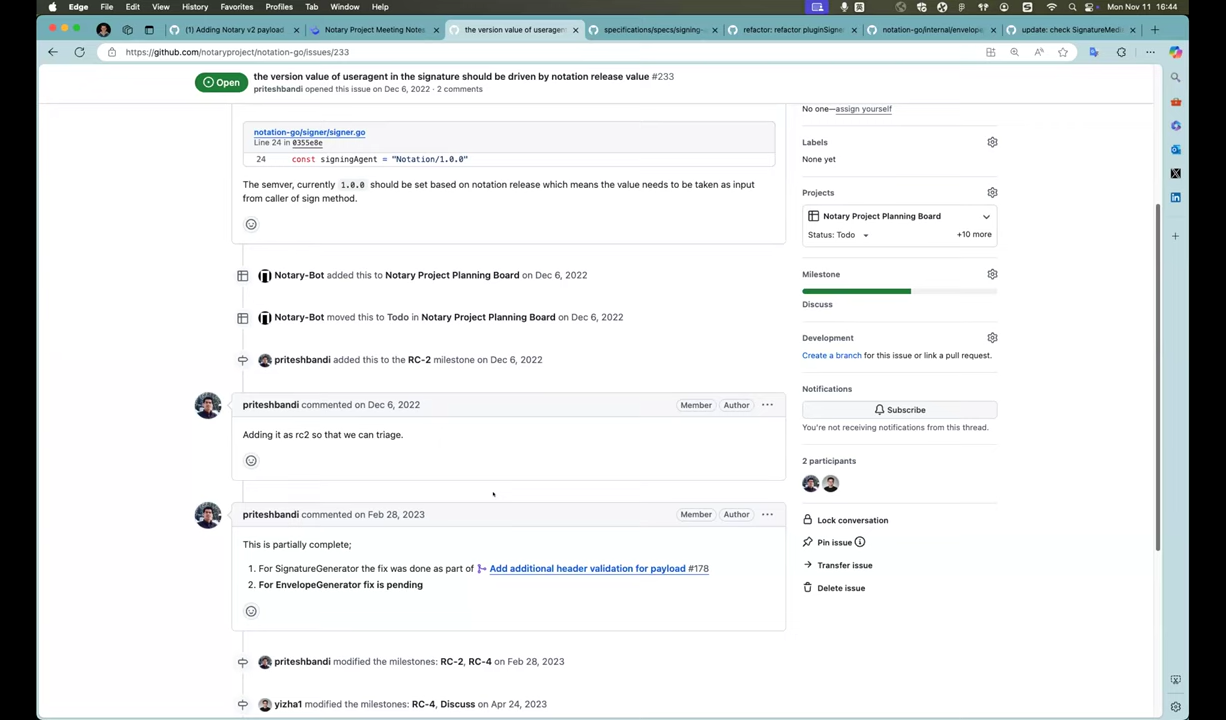 Edge File Edit View History Favorites Profiles Tab Window Help
Mon Nov 11 16:44
(1) Adding Notary v2 payload
Notary Project Meeting Notes
the version value of useragent
specifications/specs/signing-
refactor: refactor pluginSigne
notation-go/internal/envelope
update: check SignatureMedi
https://github.com/notaryproject/notation-go/issues/233
Open
the version value of useragent in the signature should be driven by notation release value #233
priteshbandi opened this issue on Dec 6, 2022 · 2 comments
No one—assign yourself
notation-go/signer/signer.go
Line 24 in 0355e8e
24 const signingAgent = "Notation/1.0.0"
The semver, currently 1.0.0 should be set based on notation release which means the value needs to be taken as input
from caller of sign method.
Labels
None yet
Projects
Notary Project Planning Board
Status: Todo
+10 more
Notary-Bot added this to Notary Project Planning Board on Dec 6, 2022
Notary-Bot moved this to Todo in Notary Project Planning Board on Dec 6, 2022
priteshbandi added this to the RC-2 milestone on Dec 6, 2022
Milestone
Discuss
Development
Create a branch for this issue or link a pull request.
priteshbandi commented on Dec 6, 2022
Member
Author
Adding it as rc2 so that we can triage.
Notifications
Subscribe
You're not receiving notifications from this thread.
2 participants
priteshbandi commented on Feb 28, 2023
Member
Author
This is partially complete;
1. For SignatureGenerator the fix was done as part of Add additional header validation for payload #178
2. For EnvelopeGenerator fix is pending
Lock conversation
Pin issue
Transfer issue
Delete issue
priteshbandi modified the milestones: RC-2, RC-4 on Feb 28, 2023
yizha1 modified the milestones: RC-4, Discuss on Apr 24, 2023